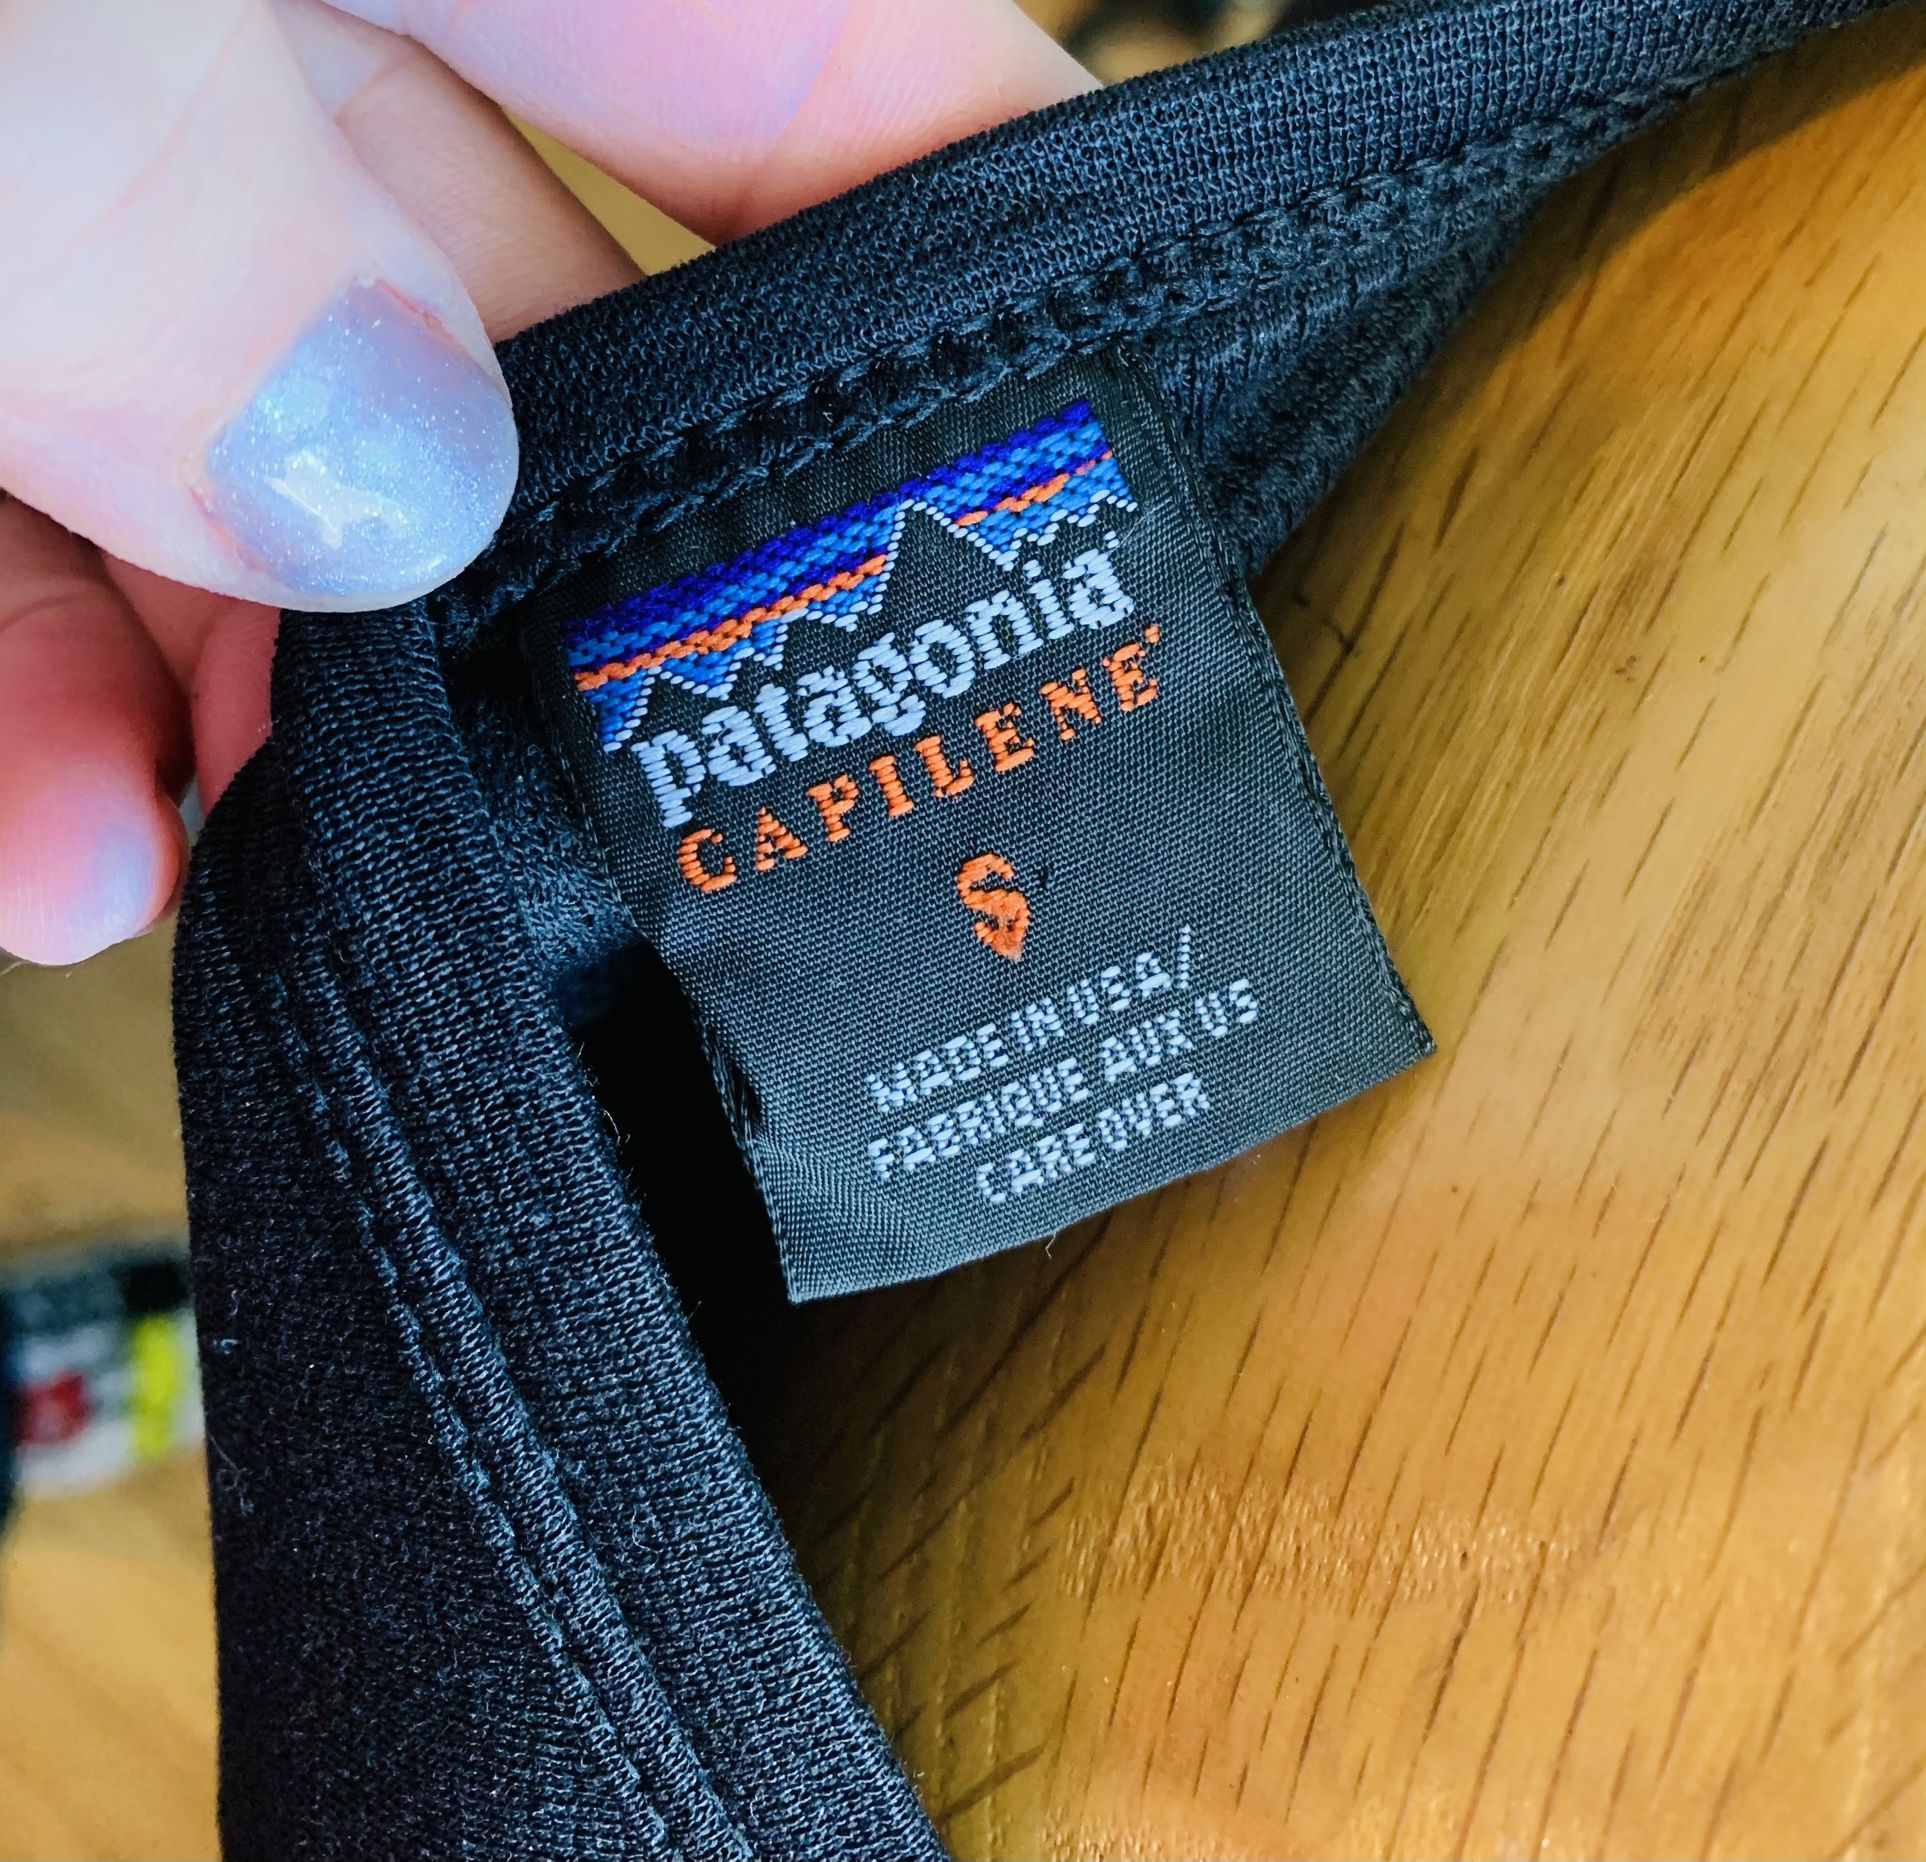 patagonia
CAPILENE
S
MADE IN USA/
FABRIQUE AUX US
CARE OVER